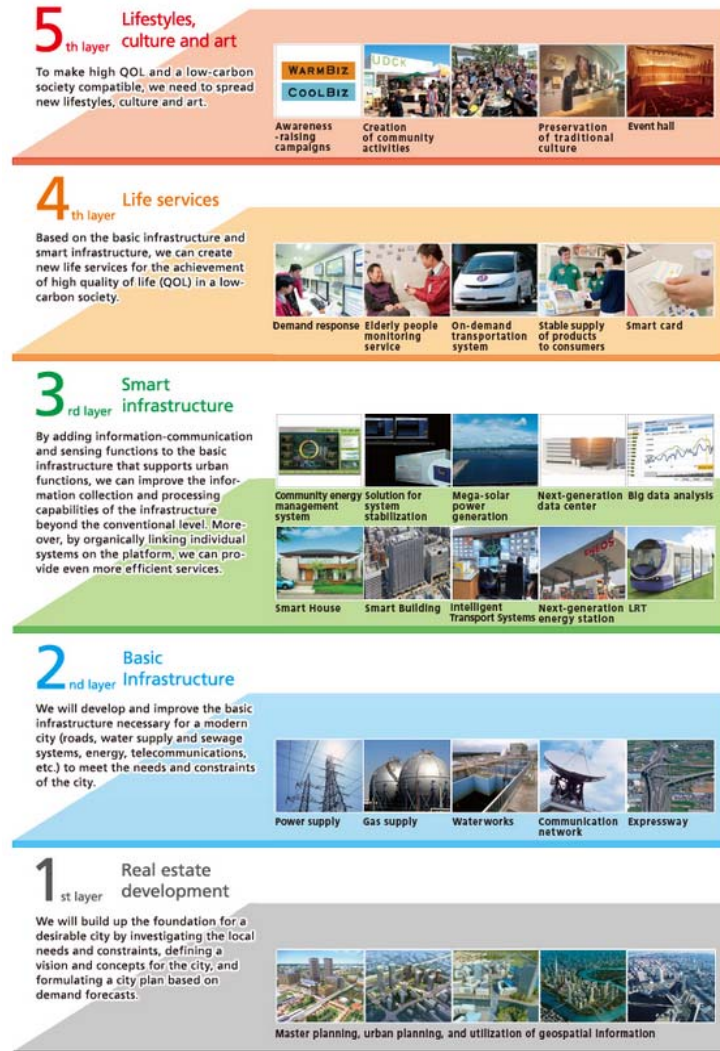 5th layer
Lifestyles,
culture and art
To make high QOL and a low-carbon
society compatible, we need to spread
new lifestyles, culture and art.
WARMBIZ
COOLBIZ
UDCK
Awareness
-raising
campaigns
Creation
of community
activities
Preservation
of traditional
culture
Event hall
4th layer
Life services
Based on the basic infrastructure and
smart infrastructure, we can create
new life services for the achievement
of high quality of life (QOL) in a low-
carbon society.
Demand response
Elderly people
monitoring
service
On-demand
transportation
system
Stable supply
of products
to consumers
Smart card
3rd layer
Smart
infrastructure
By adding information-communication
and sensing functions to the basic
infrastructure that supports urban
functions, we can improve the infor-
mation collection and processing
capabilities of the infrastructure
beyond the conventional level. More-
over, by organically linking individual
systems on the platform, we can pro-
vide even more efficient services.
Community energy
management
system
Solution for
system
stabilization
Mega-solar
power
generation
Next-generation
data center
Big data analysis
ENEOS
Smart House
Smart Building
Intelligent
Transport Systems
Next-generation
energy station
LRT
2nd layer
Basic
Infrastructure
We will develop and improve the basic
infrastructure necessary for a modern
city (roads, water supply and sewage
systems, energy, telecommunications,
etc.) to meet the needs and constraints
of the city.
Power supply
Gas supply
Waterworks
Communication
network
Expressway
1st layer
Real estate
development
We will build up the foundation for a
desirable city by investigating the local
needs and constraints, defining a
vision and concepts for the city, and
formulating a city plan based on
demand forecasts.
Master planning, urban planning, and utilization of geospatial information